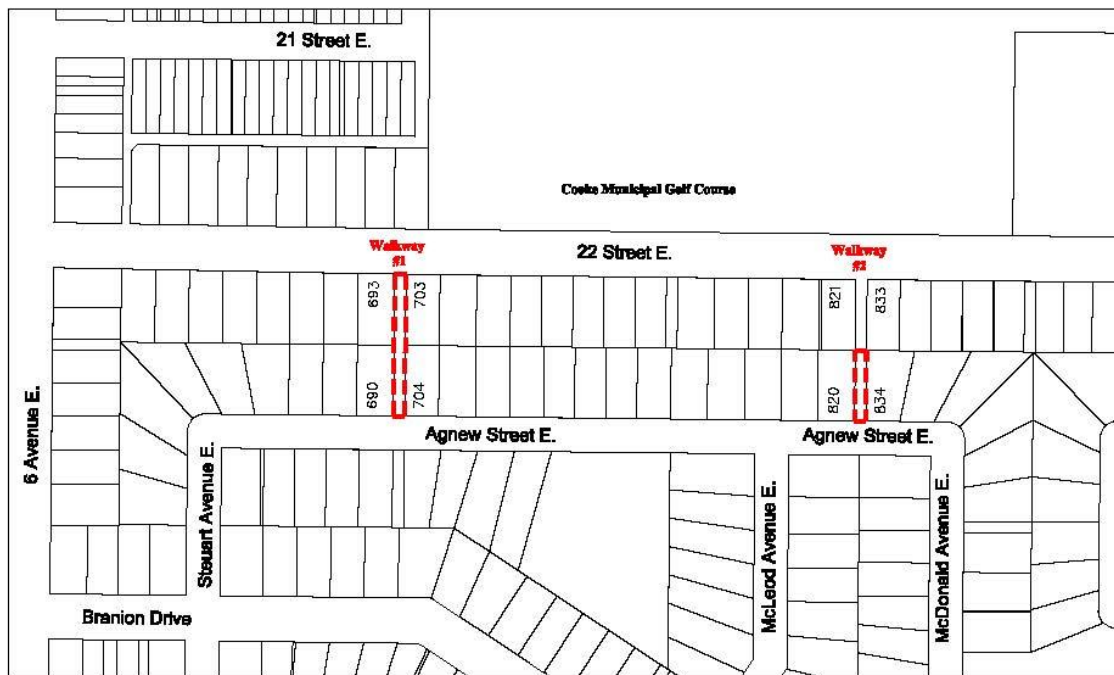 21 Street E.
Cooke Municipal Golf Course
Walkway
#1
22 Street E.
Walkway
#2
693
703
821
833
690
704
820
834
6 Avenue E.
Agnew Street E.
Agnew Street E.
Steuart Avenue E.
McLeod Avenue E.
McDonald Avenue E.
Branion Drive